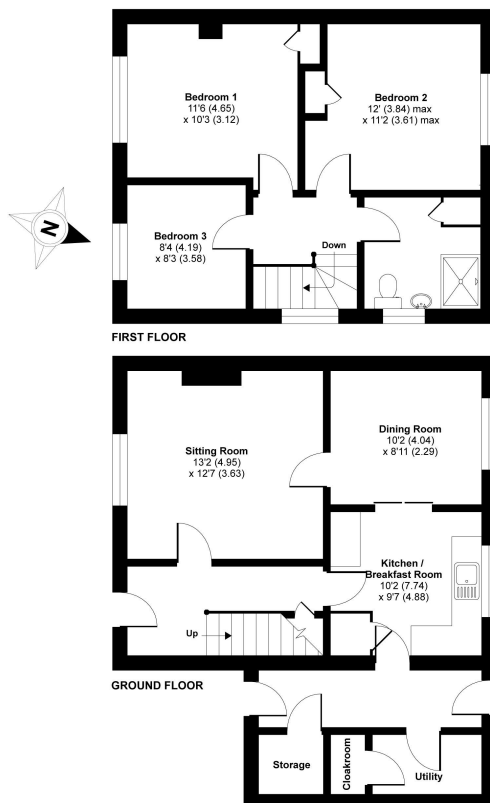 Bedroom 1
11'6 (4.65)
x 10'3 (3.12)
Bedroom 2
12' (3.84) max
x 11'2 (3.61) max
N
Bedroom 3
8'4 (4.19)
x 8'3 (3.58)
Down
FIRST FLOOR
Sitting Room
13'2 (4.95)
x 12'7 (3.63)
Dining Room
10'2 (4.04)
x 8'11 (2.29)
Kitchen /
Breakfast Room
10'2 (7.74)
x 9'7 (4.88)
Up
GROUND FLOOR
Storage
Cloakroom
Utility